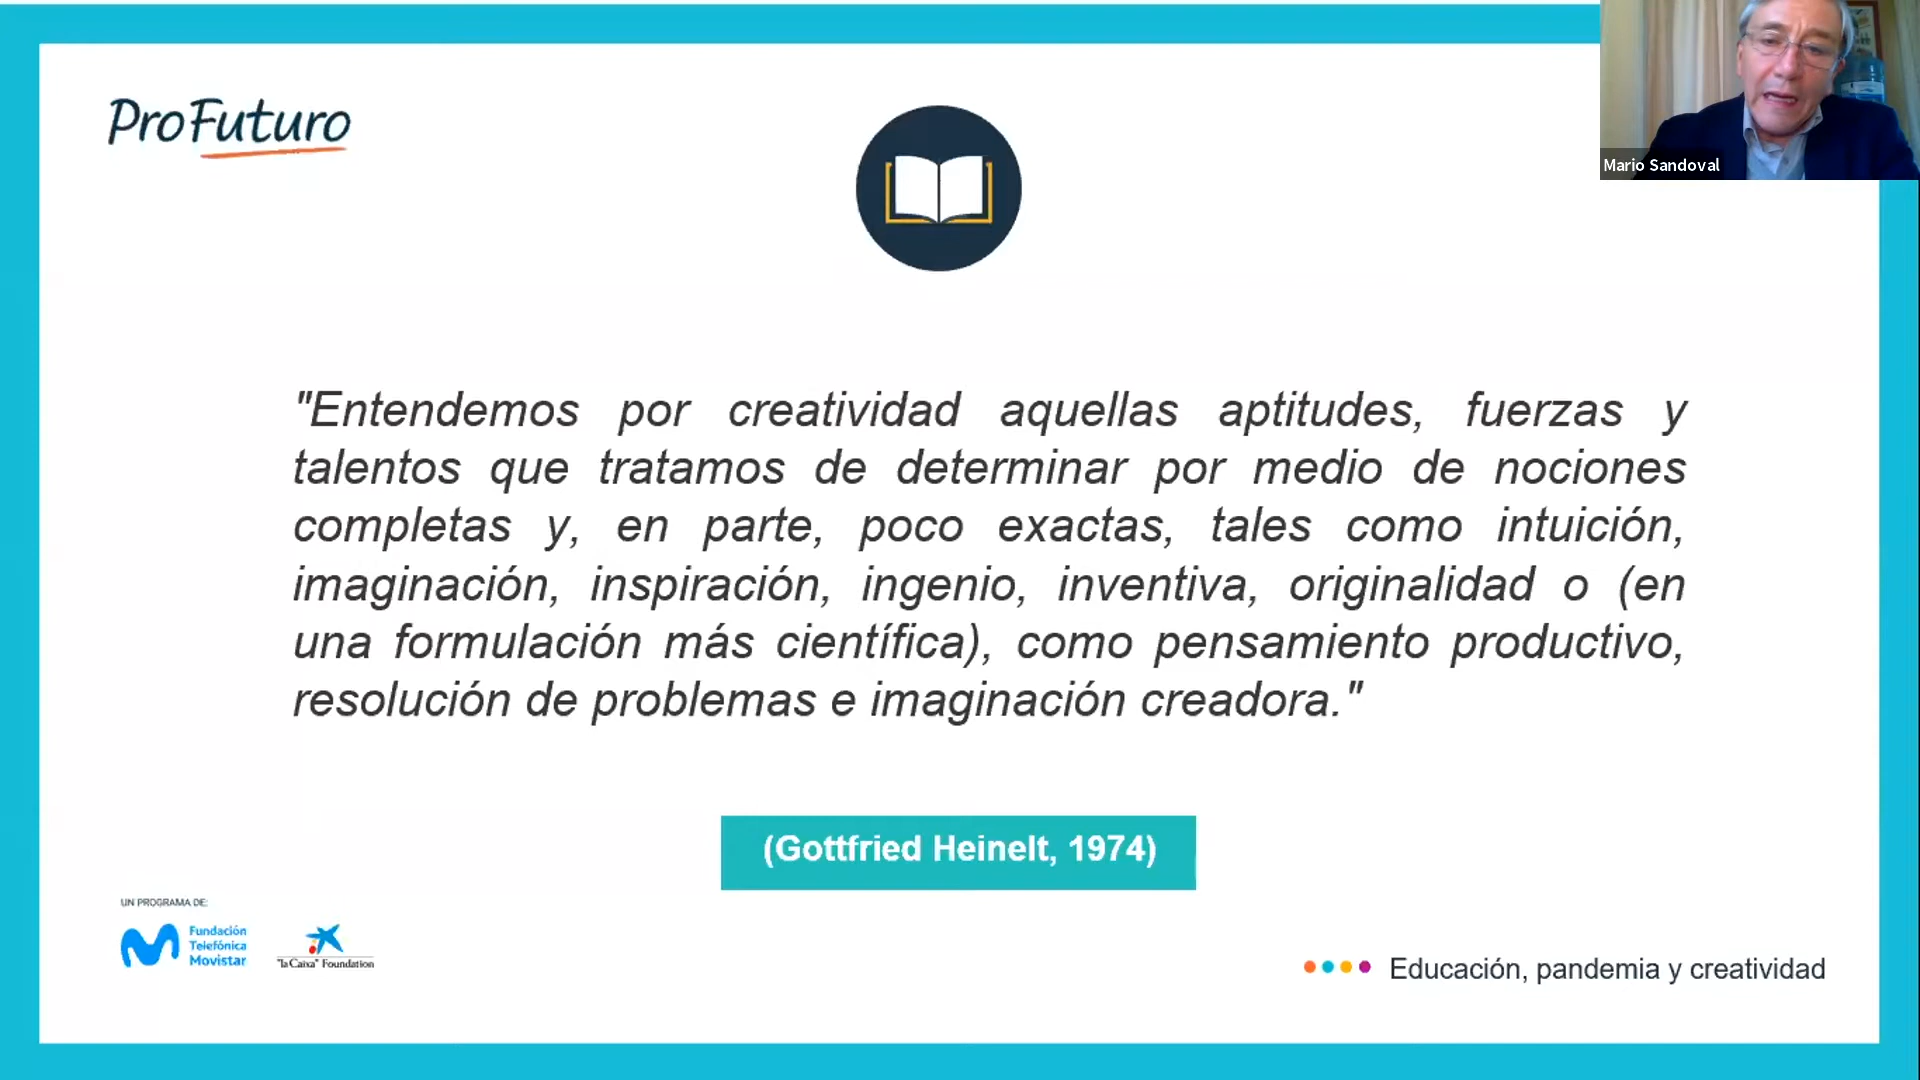 ProFuturo
Mario Sandoval
"Entendemos por creatividad aquellas aptitudes, fuerzas y
talentos que tratamos de determinar por medio de nociones
completas y, en parte, poco exactas, tales como intuición,
imaginación, inspiración, ingenio, inventiva, originalidad o (en
una formulación más científica), como pensamiento productivo,
resolución de problemas e imaginación creadora."
(Gottfried Heinelt, 1974)
UN PROGRAMA DE:
Fundación
Telefónica
Movistar
"la Caixa" Foundation
Educación, pandemia y creatividad